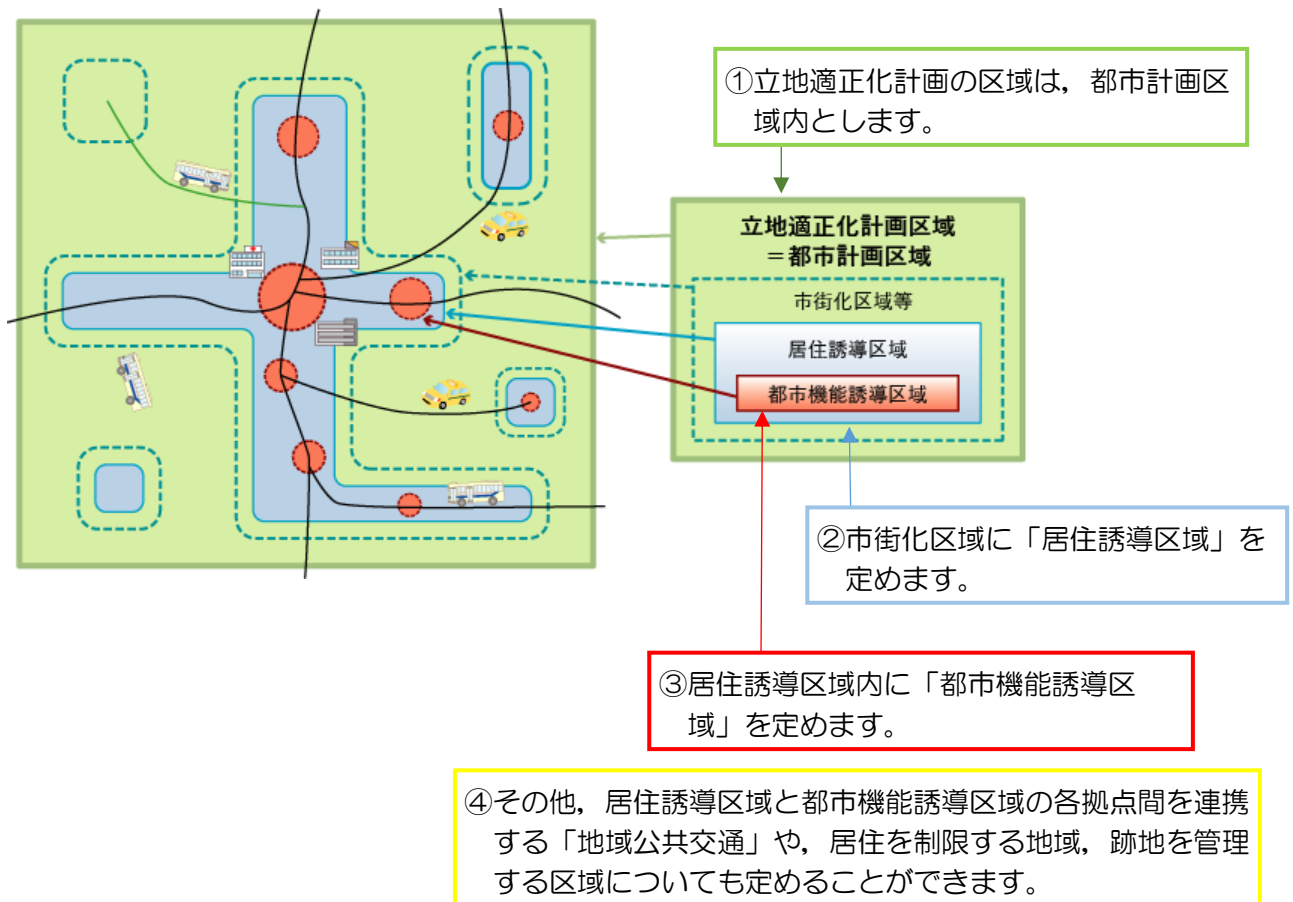 ①立地適正化計画の区域は，都市計画区
域内とします。
立地適正化計画区域
＝都市計画区域
市街化区域等
居住誘導区域
都市機能誘導区域
②市街化区域に「居住誘導区域」を
定めます。
③居住誘導区域内に「都市機能誘導区
域」を定めます。
④その他，居住誘導区域と都市機能誘導区域の各拠点間を連携
する「地域公共交通」や，居住を制限する地域，跡地を管理
する区域についても定めることができます。